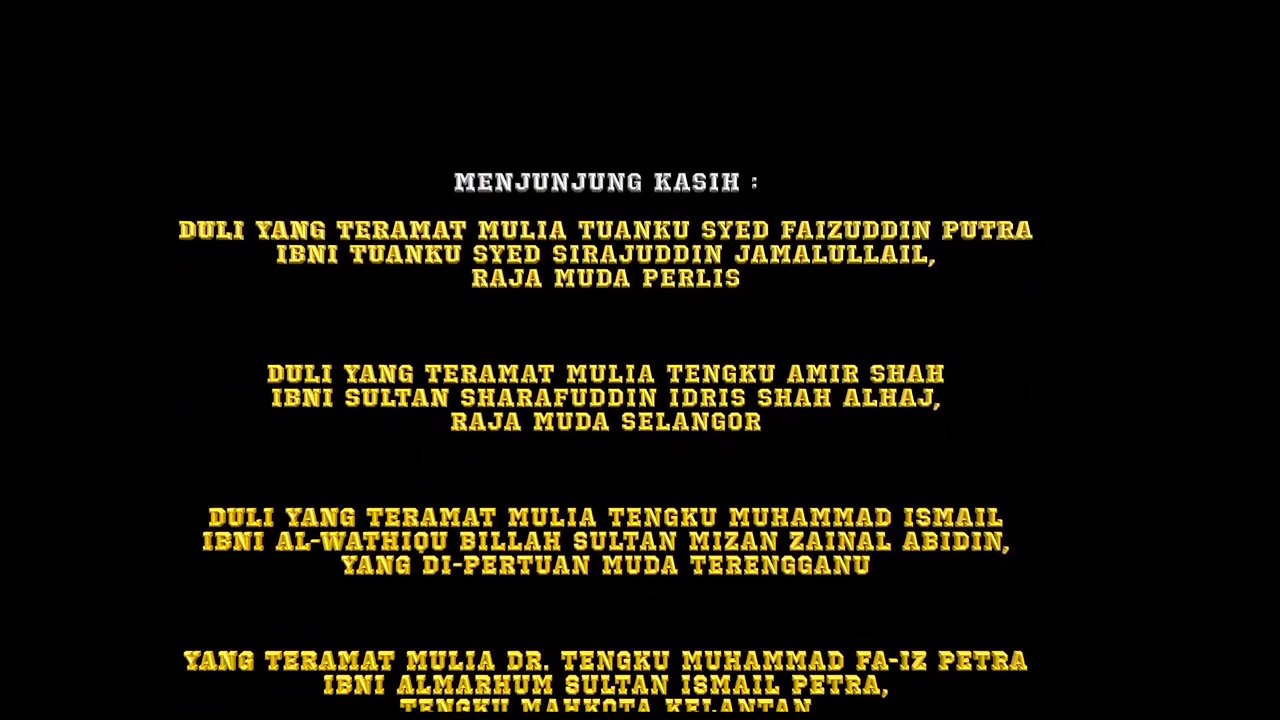 MENJUNJUNG KASIH :
DULI YANG TERAMAT MULIA TUANKU SYED FAIZUDDIN PUTRA
IBNI TUANKU SYED SIRAJUDDIN JAMALULLAIL,
RAJA MUDA PERLIS
DULI YANG TERAMAT MULIA TENGKU AMIR SHAH
IBNI SULTAN SHARAFUDDIN IDRIS SHAH ALHAJ,
RAJA MUDA SELANGOR
DULI YANG TERAMAT MULIA TENGKU MUHAMMAD ISMAIL
IBNI AL-WATHIQU BILLAH SULTAN MIZAN ZAINAL ABIDIN,
YANG DI-PERTUAN MUDA TERENGGANU
YANG TERAMAT MULIA DR. TENGKU MUHAMMAD FA-IZ PETRA
IBNI ALMARHUM SULTAN ISMAIL PETRA,
TENGKU MAHKOTA KELANTAN